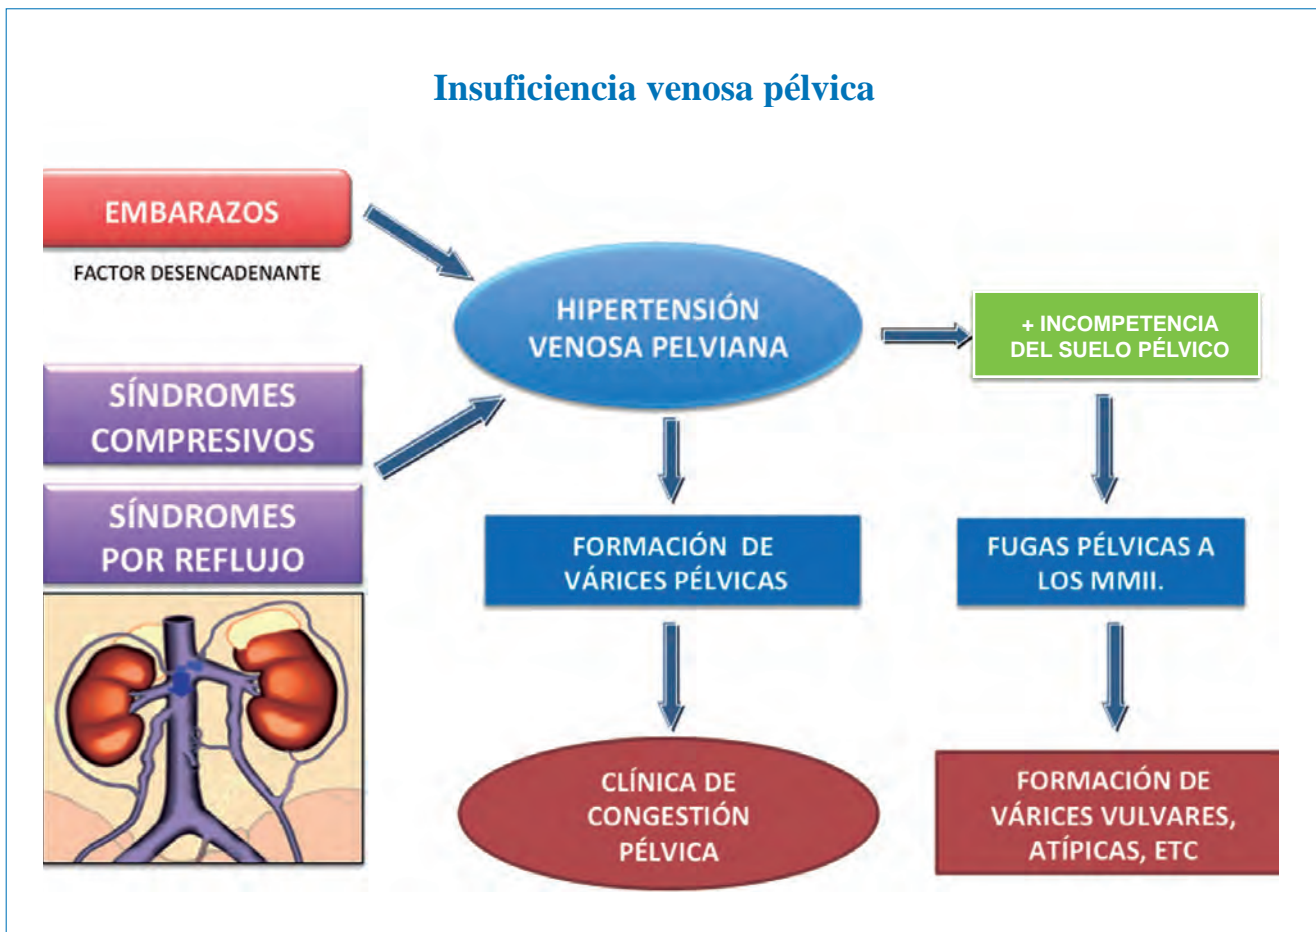 Insuficiencia venosa pélvica
EMBARAZOS
FACTOR DESENCADENANTE
SÍNDROMES
COMPRESIVOS
SÍNDROMES
POR REFLUJO
HIPERTENSIÓN
VENOSA PELVIANA
+ INCOMPETENCIA
DEL SUELO PÉLVICO
FORMACIÓN DE
VÁRICES PÉLVICAS
FUGAS PÉLVICAS A
LOS MMII.
CLÍNICA DE
CONGESTIÓN
PÉLVICA
FORMACIÓN DE
VÁRICES VULVARES,
ATÍPICAS, ETC